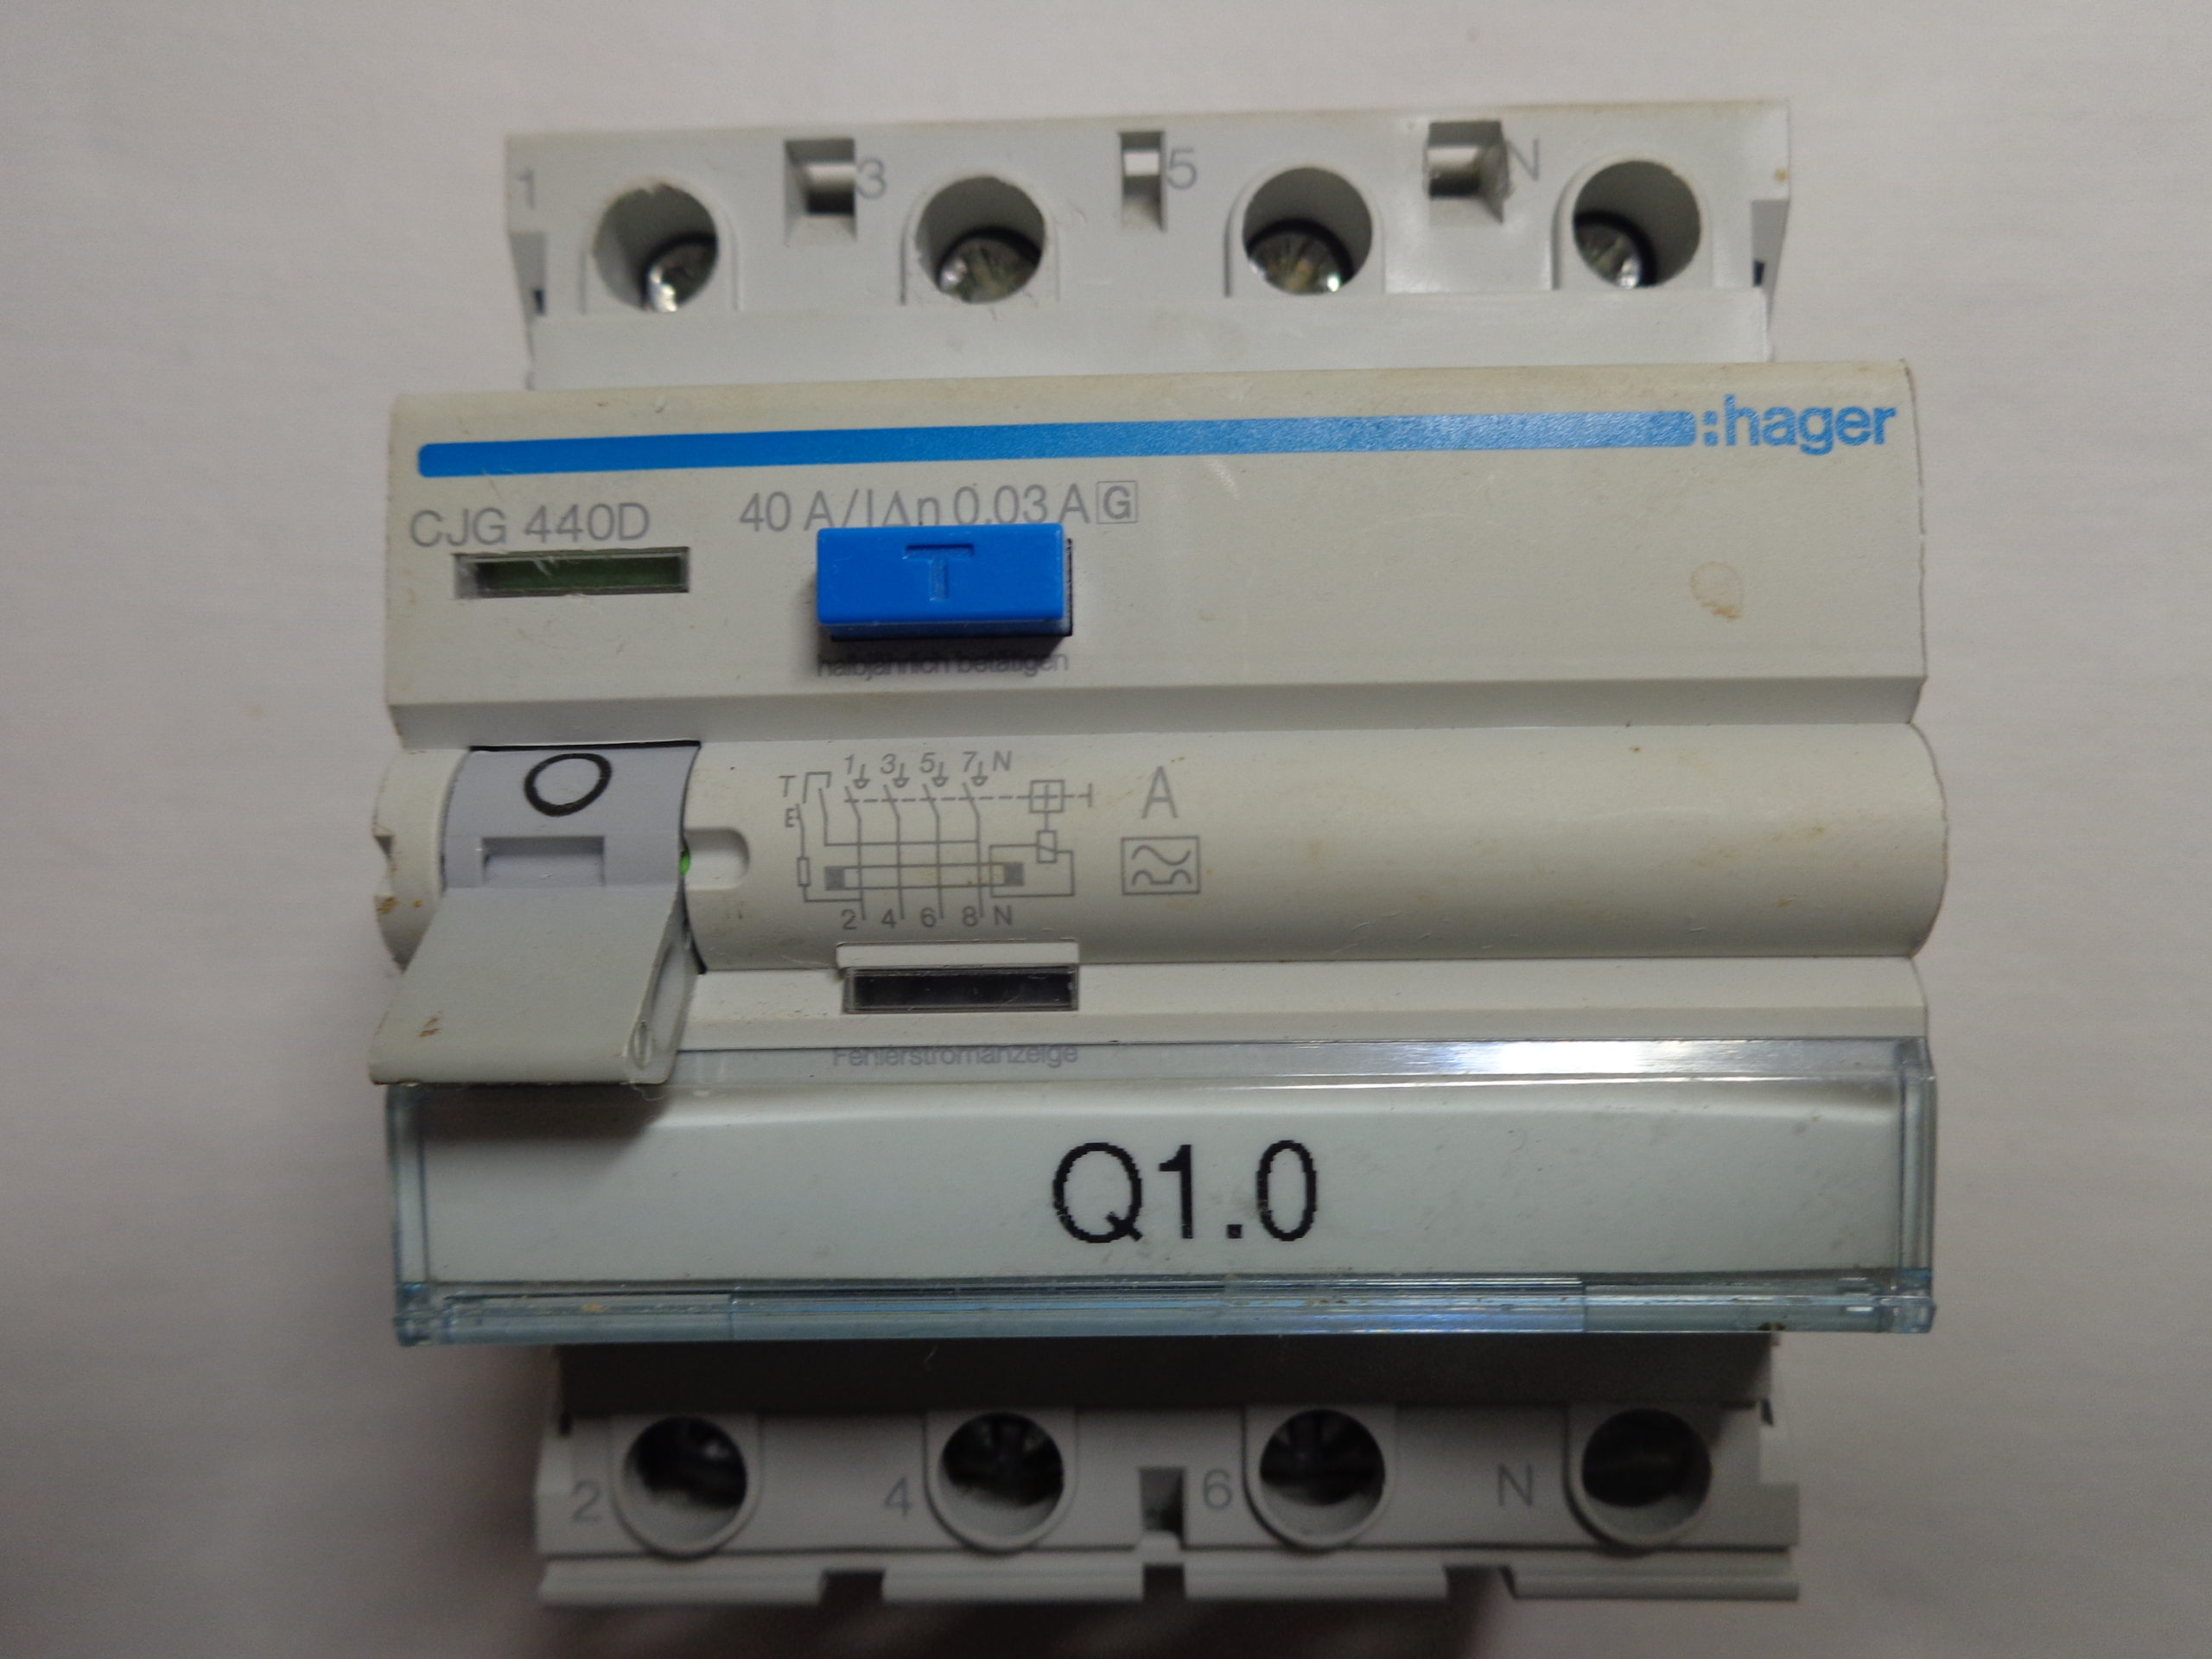 1 3 5 N
:hager
CJG 440D 40 A/IΔn 0,03 A G
T
halbjährlich betätigen
O
1 3 5 7 N
T
E
A
2 4 6 8 N
Fehlerstromanzeige
Q1.0
2 4 6 N